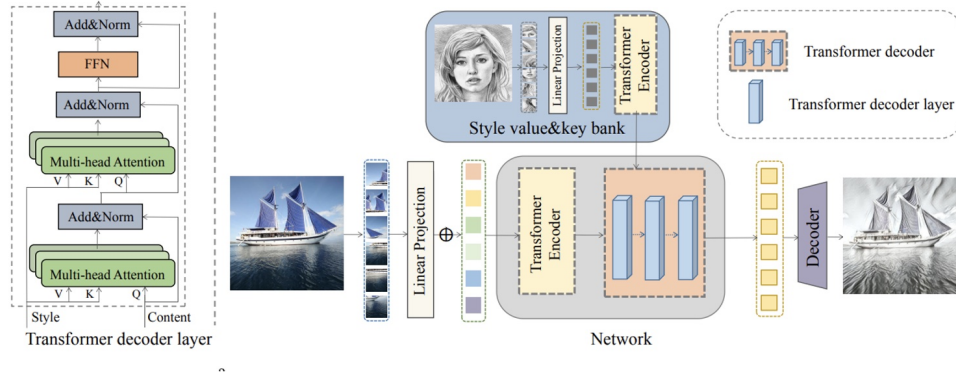 Add&Norm
FFN
Add&Norm
Multi-head Attention
V K Q
Add&Norm
Multi-head Attention
V K Q
Style Content
Transformer decoder layer
Linear Projection
Transformer
Encoder
Style value&key bank
Transformer decoder
Transformer decoder layer
Linear Projection
Transformer
Encoder
Network
Decoder